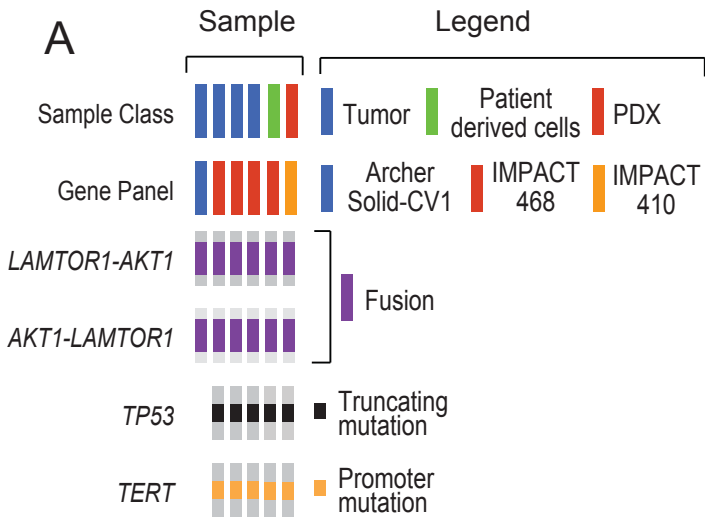 A
Sample
Legend
Sample Class
Tumor
Patient
derived cells
PDX
Gene Panel
Archer
Solid-CV1
IMPACT
468
IMPACT
410
LAMTOR1-AKT1
Fusion
AKT1-LAMTOR1
TP53
Truncating
mutation
TERT
Promoter
mutation